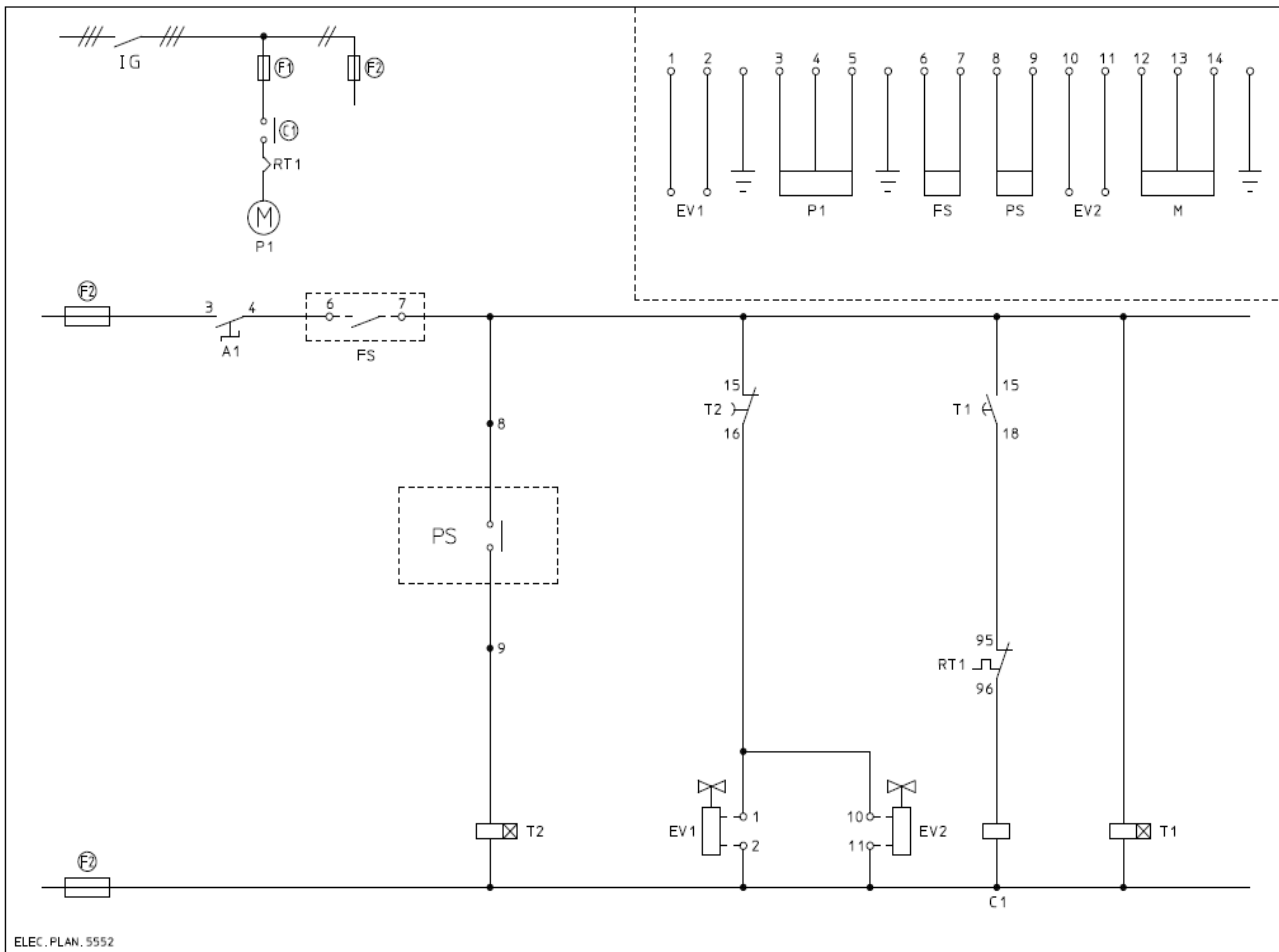 IG
F1
F2
C1
RT1
M
P1
1 2 3 4 5 6 7 8 9 10 11 12 13 14
EV1 P1 FS PS EV2 M
F2
3 4
A1
6 7
FS
8
PS
9
T2
15
T2
16
15
T1
18
95
RT1
96
EV1
1
2
10
11
EV2
T1
F2
C1
ELEC.PLAN.5552